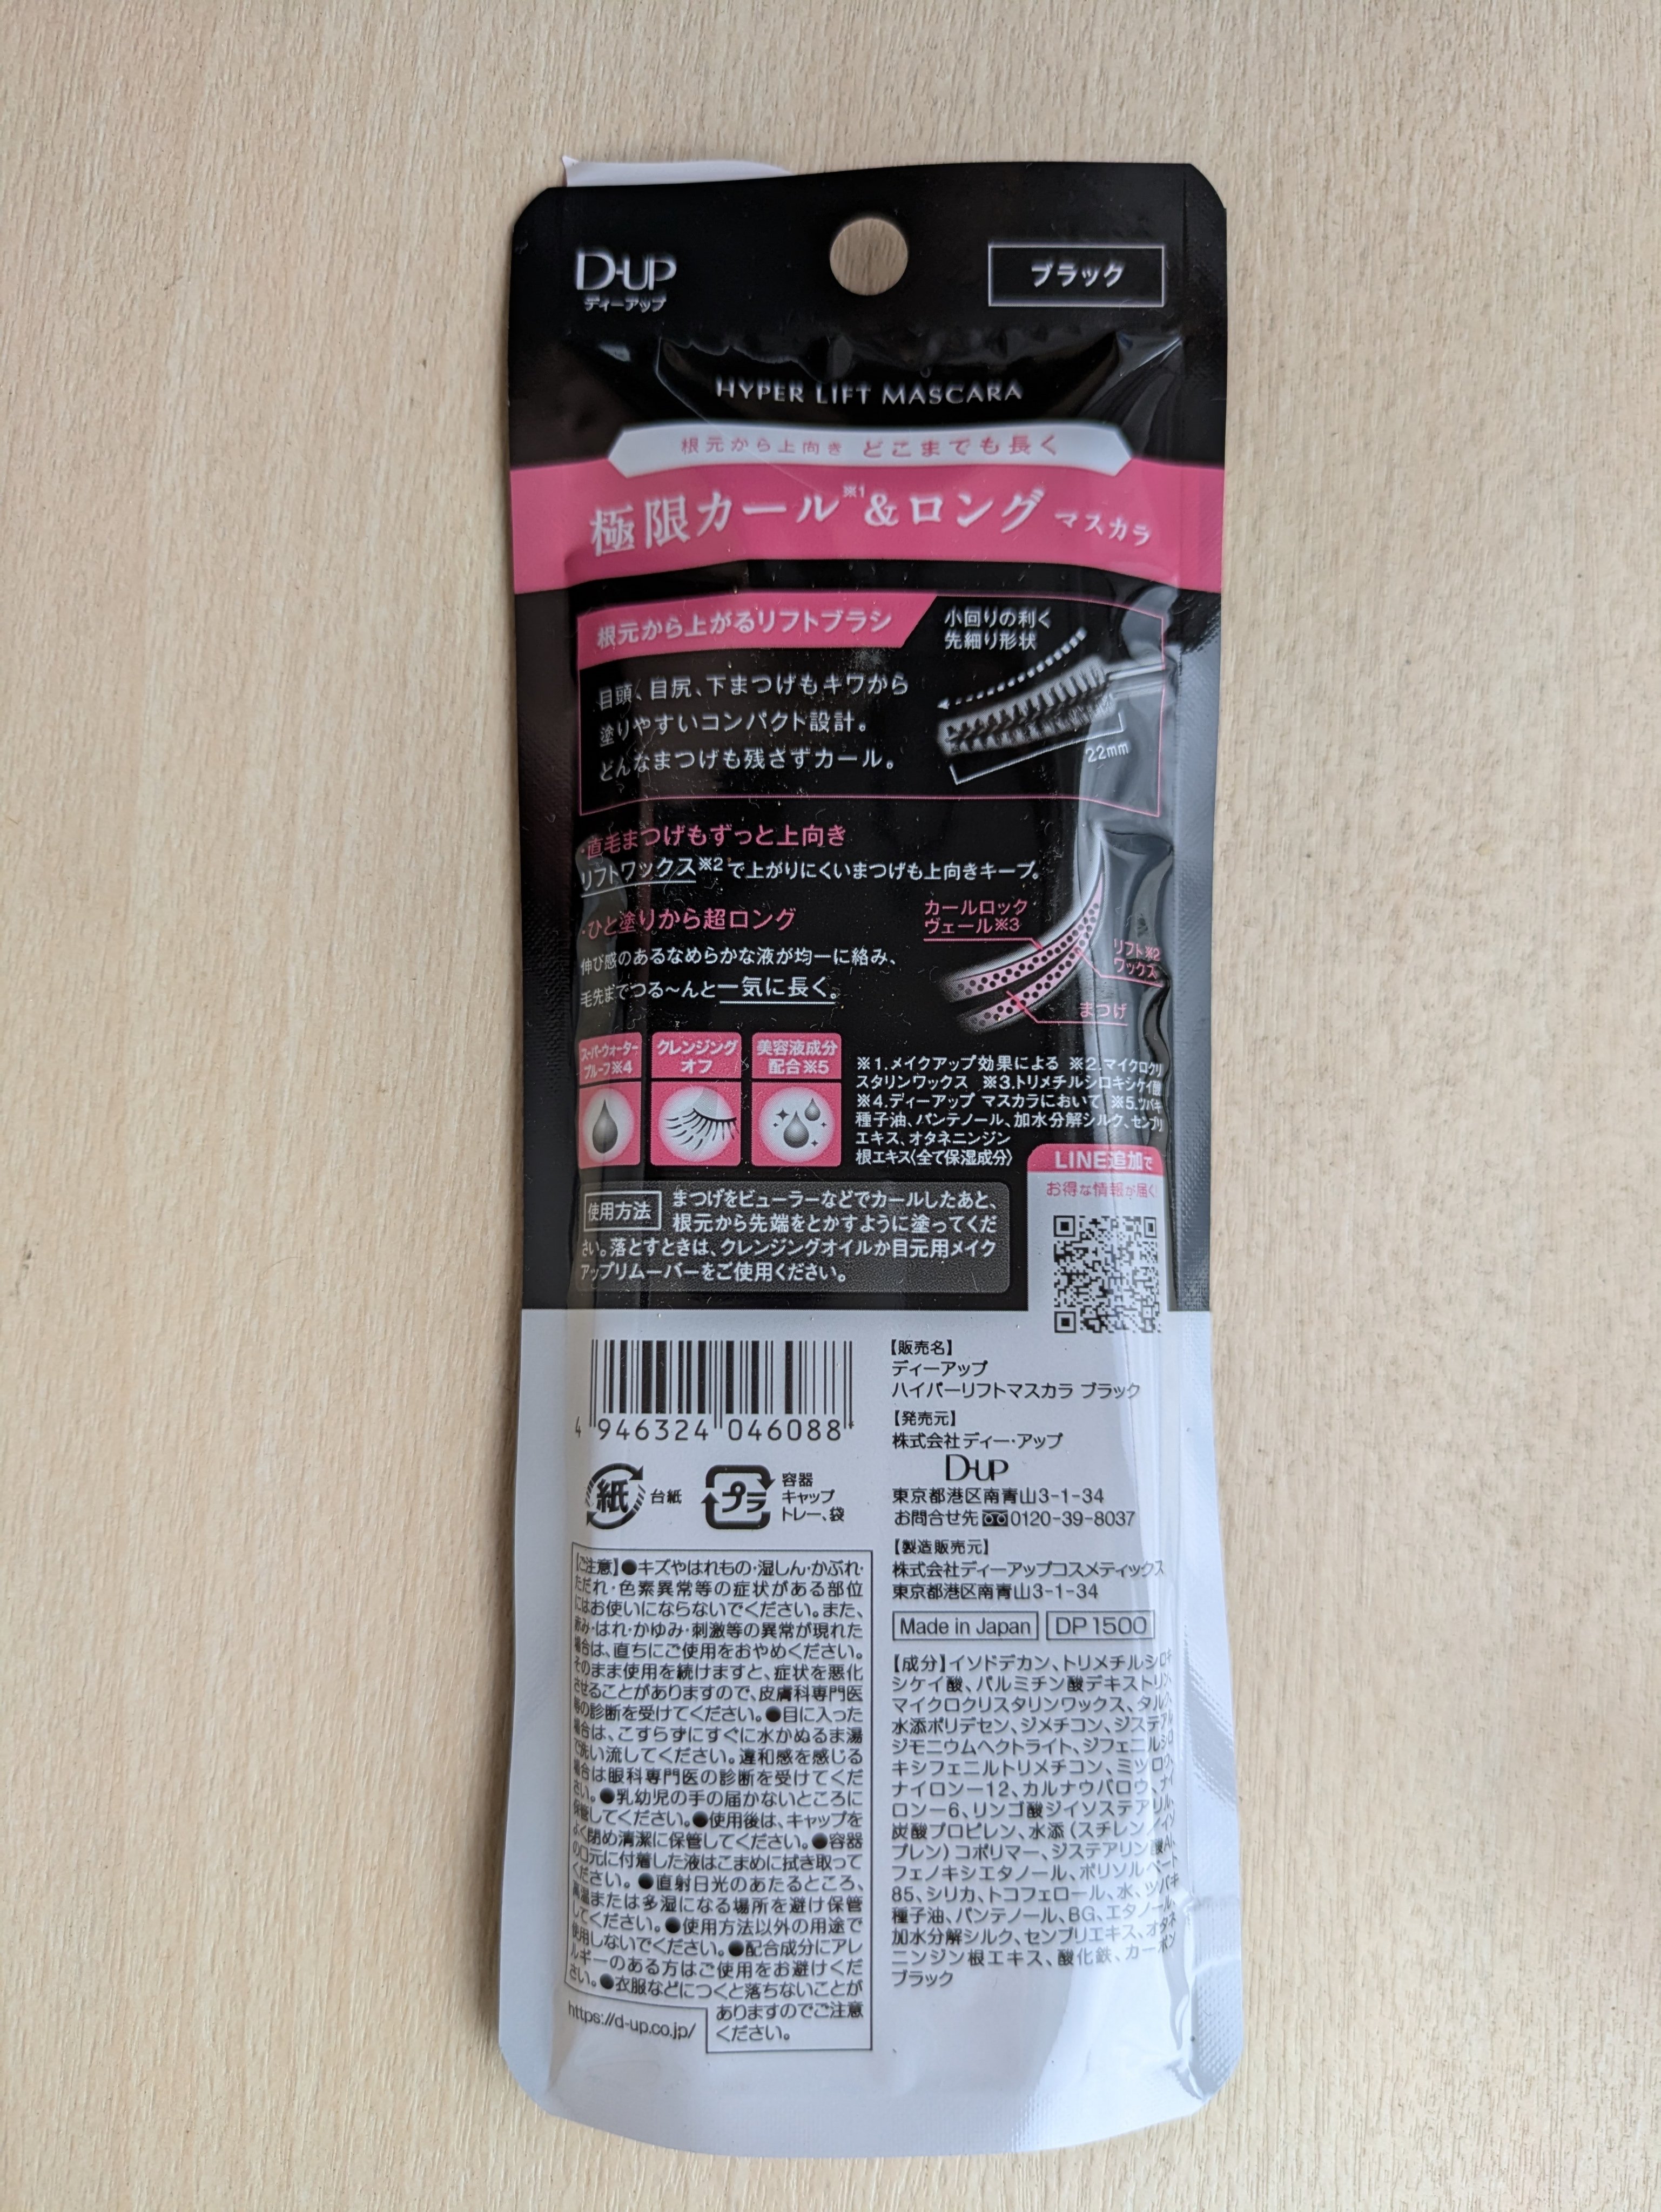 D-UP
ディーアップ
ブラック
HYPER LIFT MASCARA
根元から上向き どこまでも長く
極限カール※1&ロング マスカラ
根元から上がるリフトブラシ
小回りの利く
先細り形状
目頭、目尻、下まつげもキワから
塗りやすいコンパクト設計。
どんなまつげも残さずカール。
22mm
・直毛まつげもずっと上向き
リフトワックス※2で上がりにくいまつげも上向きキープ。
・ひと塗りから超ロング
伸び感のあるなめらかな液が均一に絡み、
毛先までつる〜んと一気に長く。
カールロック
ヴェール※3
リフト※2
ワックス
まつげ
スーパーウォーター
プルーフ※4
クレンジング
オフ
美容液成分
配合※5
※1.メイクアップ効果による ※2.マイクロクリ
スタリンワックス ※3.トリメチルシロキシケイ酸
※4.ディーアップ マスカラにおいて ※5.ツバキ
種子油、パンテノール、加水分解シルク、センブリ
エキス、オタネニンジン
根エキス〈全て保湿成分〉
LINE追加で
お得な情報が届く
使用方法 まつげをビューラーなどでカールしたあと、
根元から先端をとかすように塗ってくだ
さい。落とすときは、クレンジングオイルか目元用メイク
アップリムーバーをご使用ください。
4 946324 046088
紙 台紙
プラ 容器
キャップ
トレー、袋
【販売名】
ディーアップ
ハイパーリフトマスカラ ブラック
【発売元】
株式会社ディー・アップ
D-UP
東京都港区南青山3-1-34
お問合せ先 0120-39-8037
【製造販売元】
株式会社ディーアップコスメティックス
東京都港区南青山3-1-34
Made in Japan DP1500
【ご注意】●キズやはれもの・湿しん・かぶれ・
ただれ・色素異常等の症状がある部位
にはお使いにならないでください。また、
赤み・はれ・かゆみ・刺激等の異常が現れた
場合は、直ちにご使用をおやめください。
そのまま使用を続けますと、症状を悪化
させることがありますので、皮膚科専門医
等の診断を受けてください。●目に入った
場合は、こすらずにすぐに水かぬるま湯
で洗い流してください。違和感を感じる
場合は眼科専門医の診断を受けてくだ
さい。●乳幼児の手の届かないところに
保管してください。●使用後は、キャップを
よく閉め清潔に保管してください。●容器
の口元に付着した液はこまめに拭き取って
ください。●直射日光のあたるところ、
高温または多湿になる場所を避け保管
してください。●使用方法以外の用途で
使用しないでください。●配合成分にアレ
ルギーのある方はご使用をお避けくだ
さい。●衣服などにつくと落ちないことが
ありますのでご注意
ください。
https://d-up.co.jp/
【成分】イソドデカン、トリメチルシロキ
シケイ酸、パルミチン酸デキストリン、
マイクロクリスタリンワックス、タルク、
水添ポリデセン、ジメチコン、ジステアル
ジモニウムヘクトライト、ジフェニルシロ
キシフェニルトリメチコン、ミツロウ、
ナイロン-12、カルナウバロウ、ナイ
ロン-6、リンゴ酸ジイソステアリル、
炭酸プロピレン、水添(スチレン/イソ
プレン)コポリマー、ジステアリン酸Al、
フェノキシエタノール、ポリソルベート
85、シリカ、トコフェロール、水、ツバキ
種子油、パンテノール、BG、エタノール、
加水分解シルク、センブリエキス、オタネ
ニンジン根エキス、酸化鉄、カーボン
ブラック